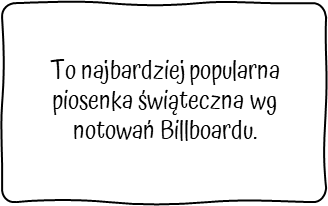 To najbardziej popularna
piosenka świąteczna wg
notowań Billboardu.